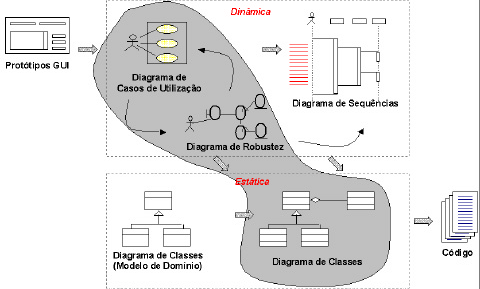 Dinâmica
Protótipos GUI
Diagrama de
Casos de Utilização
Diagrama de Sequências
Diagrama de Robustez
Estática
Diagrama de Classes
(Modelo de Domínio)
Diagrama de Classes
Código